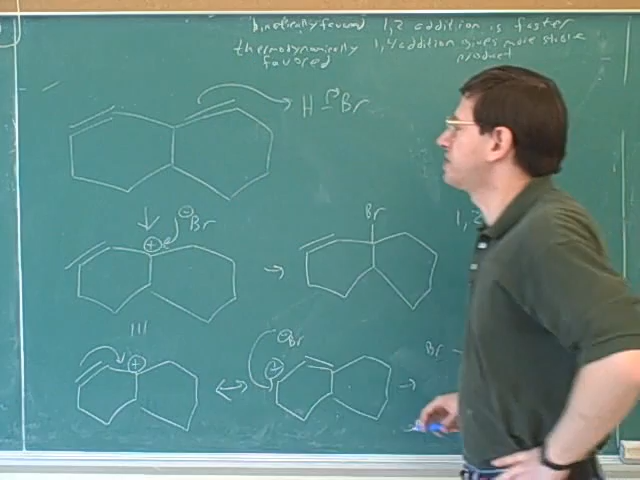 kinetically favored 1,2 addition is faster
thermodynamically 1,4 addition gives more stable
favored product
H – Br
⊕ ⊖Br
Br
1,2
⊕ ⊕ ⊖Br
Br